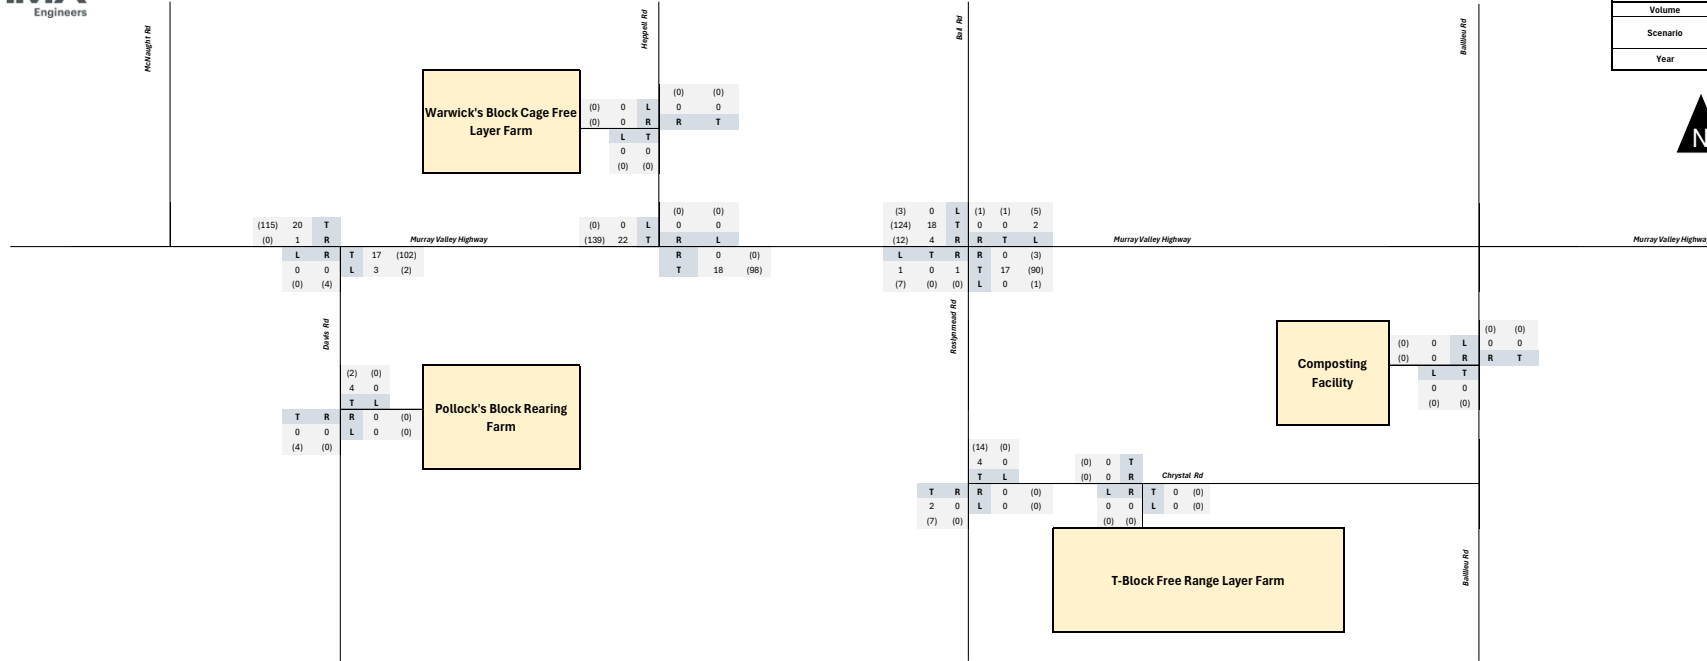 Engineers
Volume
Scenario
Year
N
McNaught Rd
Heppell Rd
Ball Rd
Baillieu Rd
Warwick's Block Cage Free
Layer Farm
(0) (0)
(0) 0 L 0 0
(0) 0 R R T
L T
0 0
(0) (0)
(115) 20 T
(0) 1 R
L R T 17 (102)
0 0 L 3 (2)
(0) (4)
Murray Valley Highway
(0) (0)
(0) 0 L 0 0
(139) 22 T R L
R 0 (0)
T 18 (98)
(3) 0 L (1) (1) (5)
(124) 18 T 0 0 2
(12) 4 R R T L
L T R R 0 (3)
1 0 1 T 17 (90)
(7) (0) (0) L 0 (1)
Murray Valley Highway
Murray Valley Highway
Davis Rd
Roslynmead Rd
(2) (0)
4 0
T L
T R R 0 (0)
0 0 L 0 (0)
(4) (0)
Pollock's Block Rearing
Farm
Composting
Facility
(0) (0)
(0) 0 L 0 0
(0) 0 R R T
L T
0 0
(0) (0)
(14) (0)
4 0
T L
T R R 0 (0)
2 0 L 0 (0)
(7) (0)
(0) 0 T
(0) 0 R
Chrystal Rd
L R T 0 (0)
0 0 L 0 (0)
(0) (0)
T-Block Free Range Layer Farm
Baillieu Rd